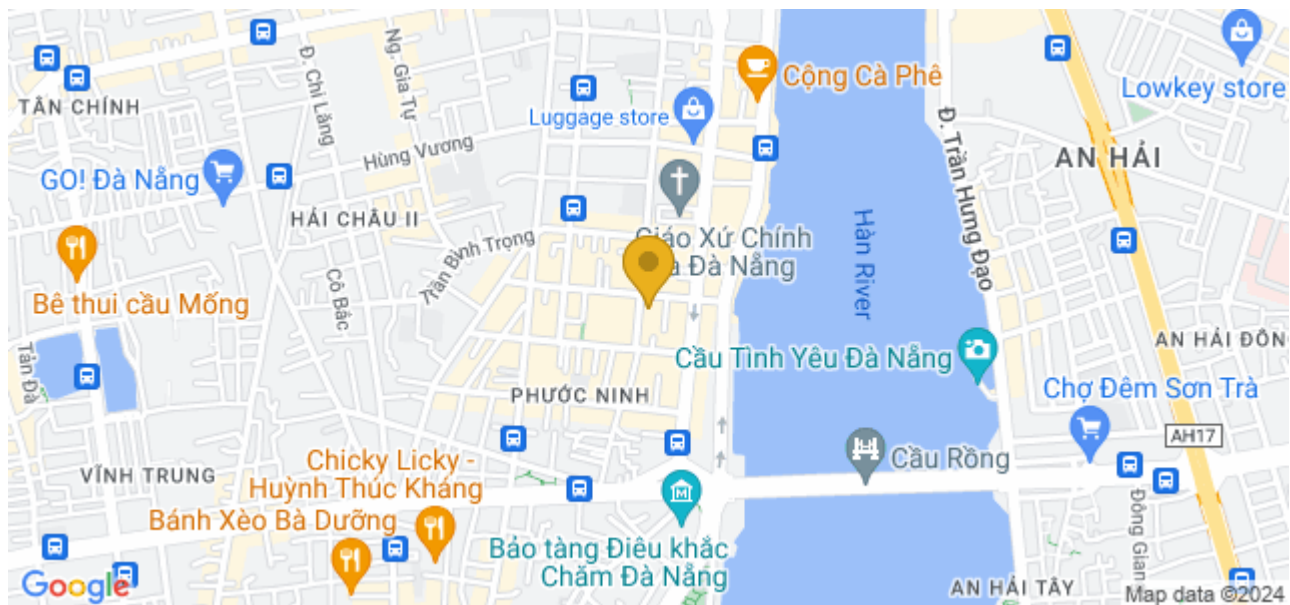 Cộng Cà Phê
Lowkey store
TÂN CHÍNH
Đ. Chi Lăng
Ng. Gia Tự
Luggage store
Đ. Trần Hưng Đạo
Hùng Vương
AN HẢI
GO! Đà Nẵng
HẢI CHÂU II
Giáo Xứ Chính
Đà Nẵng
Trần Bình Trọng
Hàn River
Bê thui cầu Mống
Cô Bắc
Cầu Tình Yêu Đà Nẵng
AN HẢI ĐÔN
Tản Đà
PHƯỚC NINH
Chợ Đêm Sơn Trà
AH17
Cầu Rồng
Chicky Licky -
Huỳnh Thúc Kháng
VĨNH TRUNG
Bánh Xèo Bà Dưỡng
Bảo tàng Điêu khắc
Chăm Đà Nẵng
Đông Gian
AN HẢI TÂY
Google
Map data ©2024